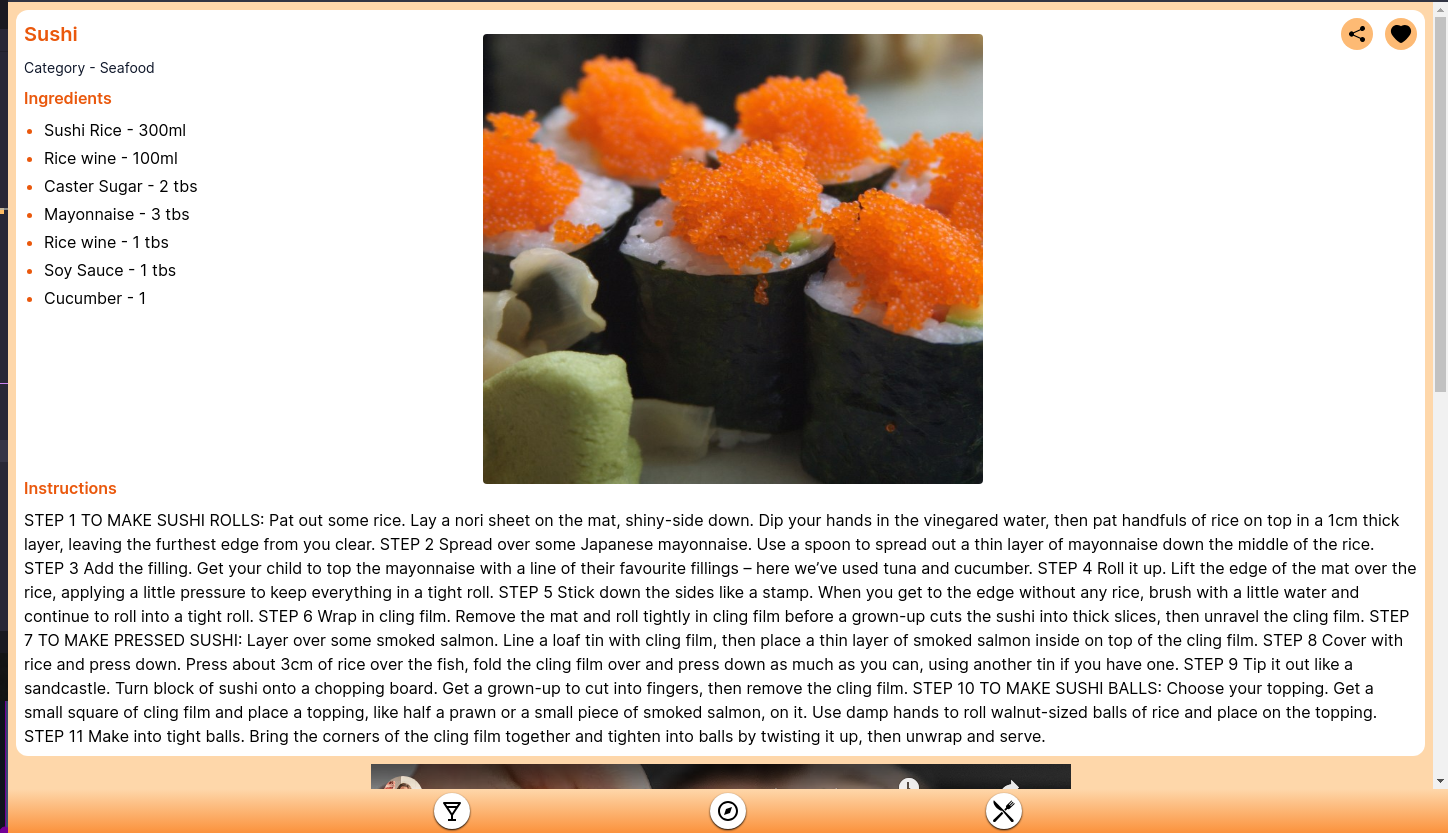 Sushi
Category - Seafood
Ingredients
Sushi Rice - 300ml
Rice wine - 100ml
Caster Sugar - 2 tbs
Mayonnaise - 3 tbs
Rice wine - 1 tbs
Soy Sauce - 1 tbs
Cucumber - 1
Instructions
STEP 1 TO MAKE SUSHI ROLLS: Pat out some rice. Lay a nori sheet on the mat, shiny-side down. Dip your hands in the vinegared water, then pat handfuls of rice on top in a 1cm thick
layer, leaving the furthest edge from you clear. STEP 2 Spread over some Japanese mayonnaise. Use a spoon to spread out a thin layer of mayonnaise down the middle of the rice.
STEP 3 Add the filling. Get your child to top the mayonnaise with a line of their favourite fillings – here we’ve used tuna and cucumber. STEP 4 Roll it up. Lift the edge of the mat over the
rice, applying a little pressure to keep everything in a tight roll. STEP 5 Stick down the sides like a stamp. When you get to the edge without any rice, brush with a little water and
continue to roll into a tight roll. STEP 6 Wrap in cling film. Remove the mat and roll tightly in cling film before a grown-up cuts the sushi into thick slices, then unravel the cling film. STEP
7 TO MAKE PRESSED SUSHI: Layer over some smoked salmon. Line a loaf tin with cling film, then place a thin layer of smoked salmon inside on top of the cling film. STEP 8 Cover with
rice and press down. Press about 3cm of rice over the fish, fold the cling film over and press down as much as you can, using another tin if you have one. STEP 9 Tip it out like a
sandcastle. Turn block of sushi onto a chopping board. Get a grown-up to cut into fingers, then remove the cling film. STEP 10 TO MAKE SUSHI BALLS: Choose your topping. Get a
small square of cling film and place a topping, like half a prawn or a small piece of smoked salmon, on it. Use damp hands to roll walnut-sized balls of rice and place on the topping.
STEP 11 Make into tight balls. Bring the corners of the cling film together and tighten into balls by twisting it up, then unwrap and serve.